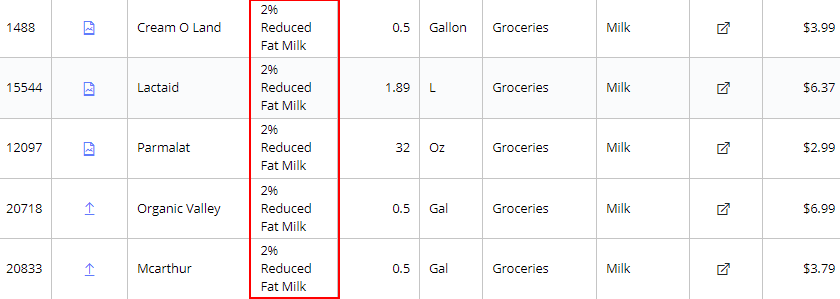 1488 Cream O Land 2% Reduced Fat Milk 0.5 Gallon Groceries Milk $3.99
15544 Lactaid 2% Reduced Fat Milk 1.89 L Groceries Milk $6.37
12097 Parmalat 2% Reduced Fat Milk 32 Oz Groceries Milk $2.99
20718 Organic Valley 2% Reduced Fat Milk 0.5 Gal Groceries Milk $6.99
20833 Mcarthur 2% Reduced Fat Milk 0.5 Gal Groceries Milk $3.79